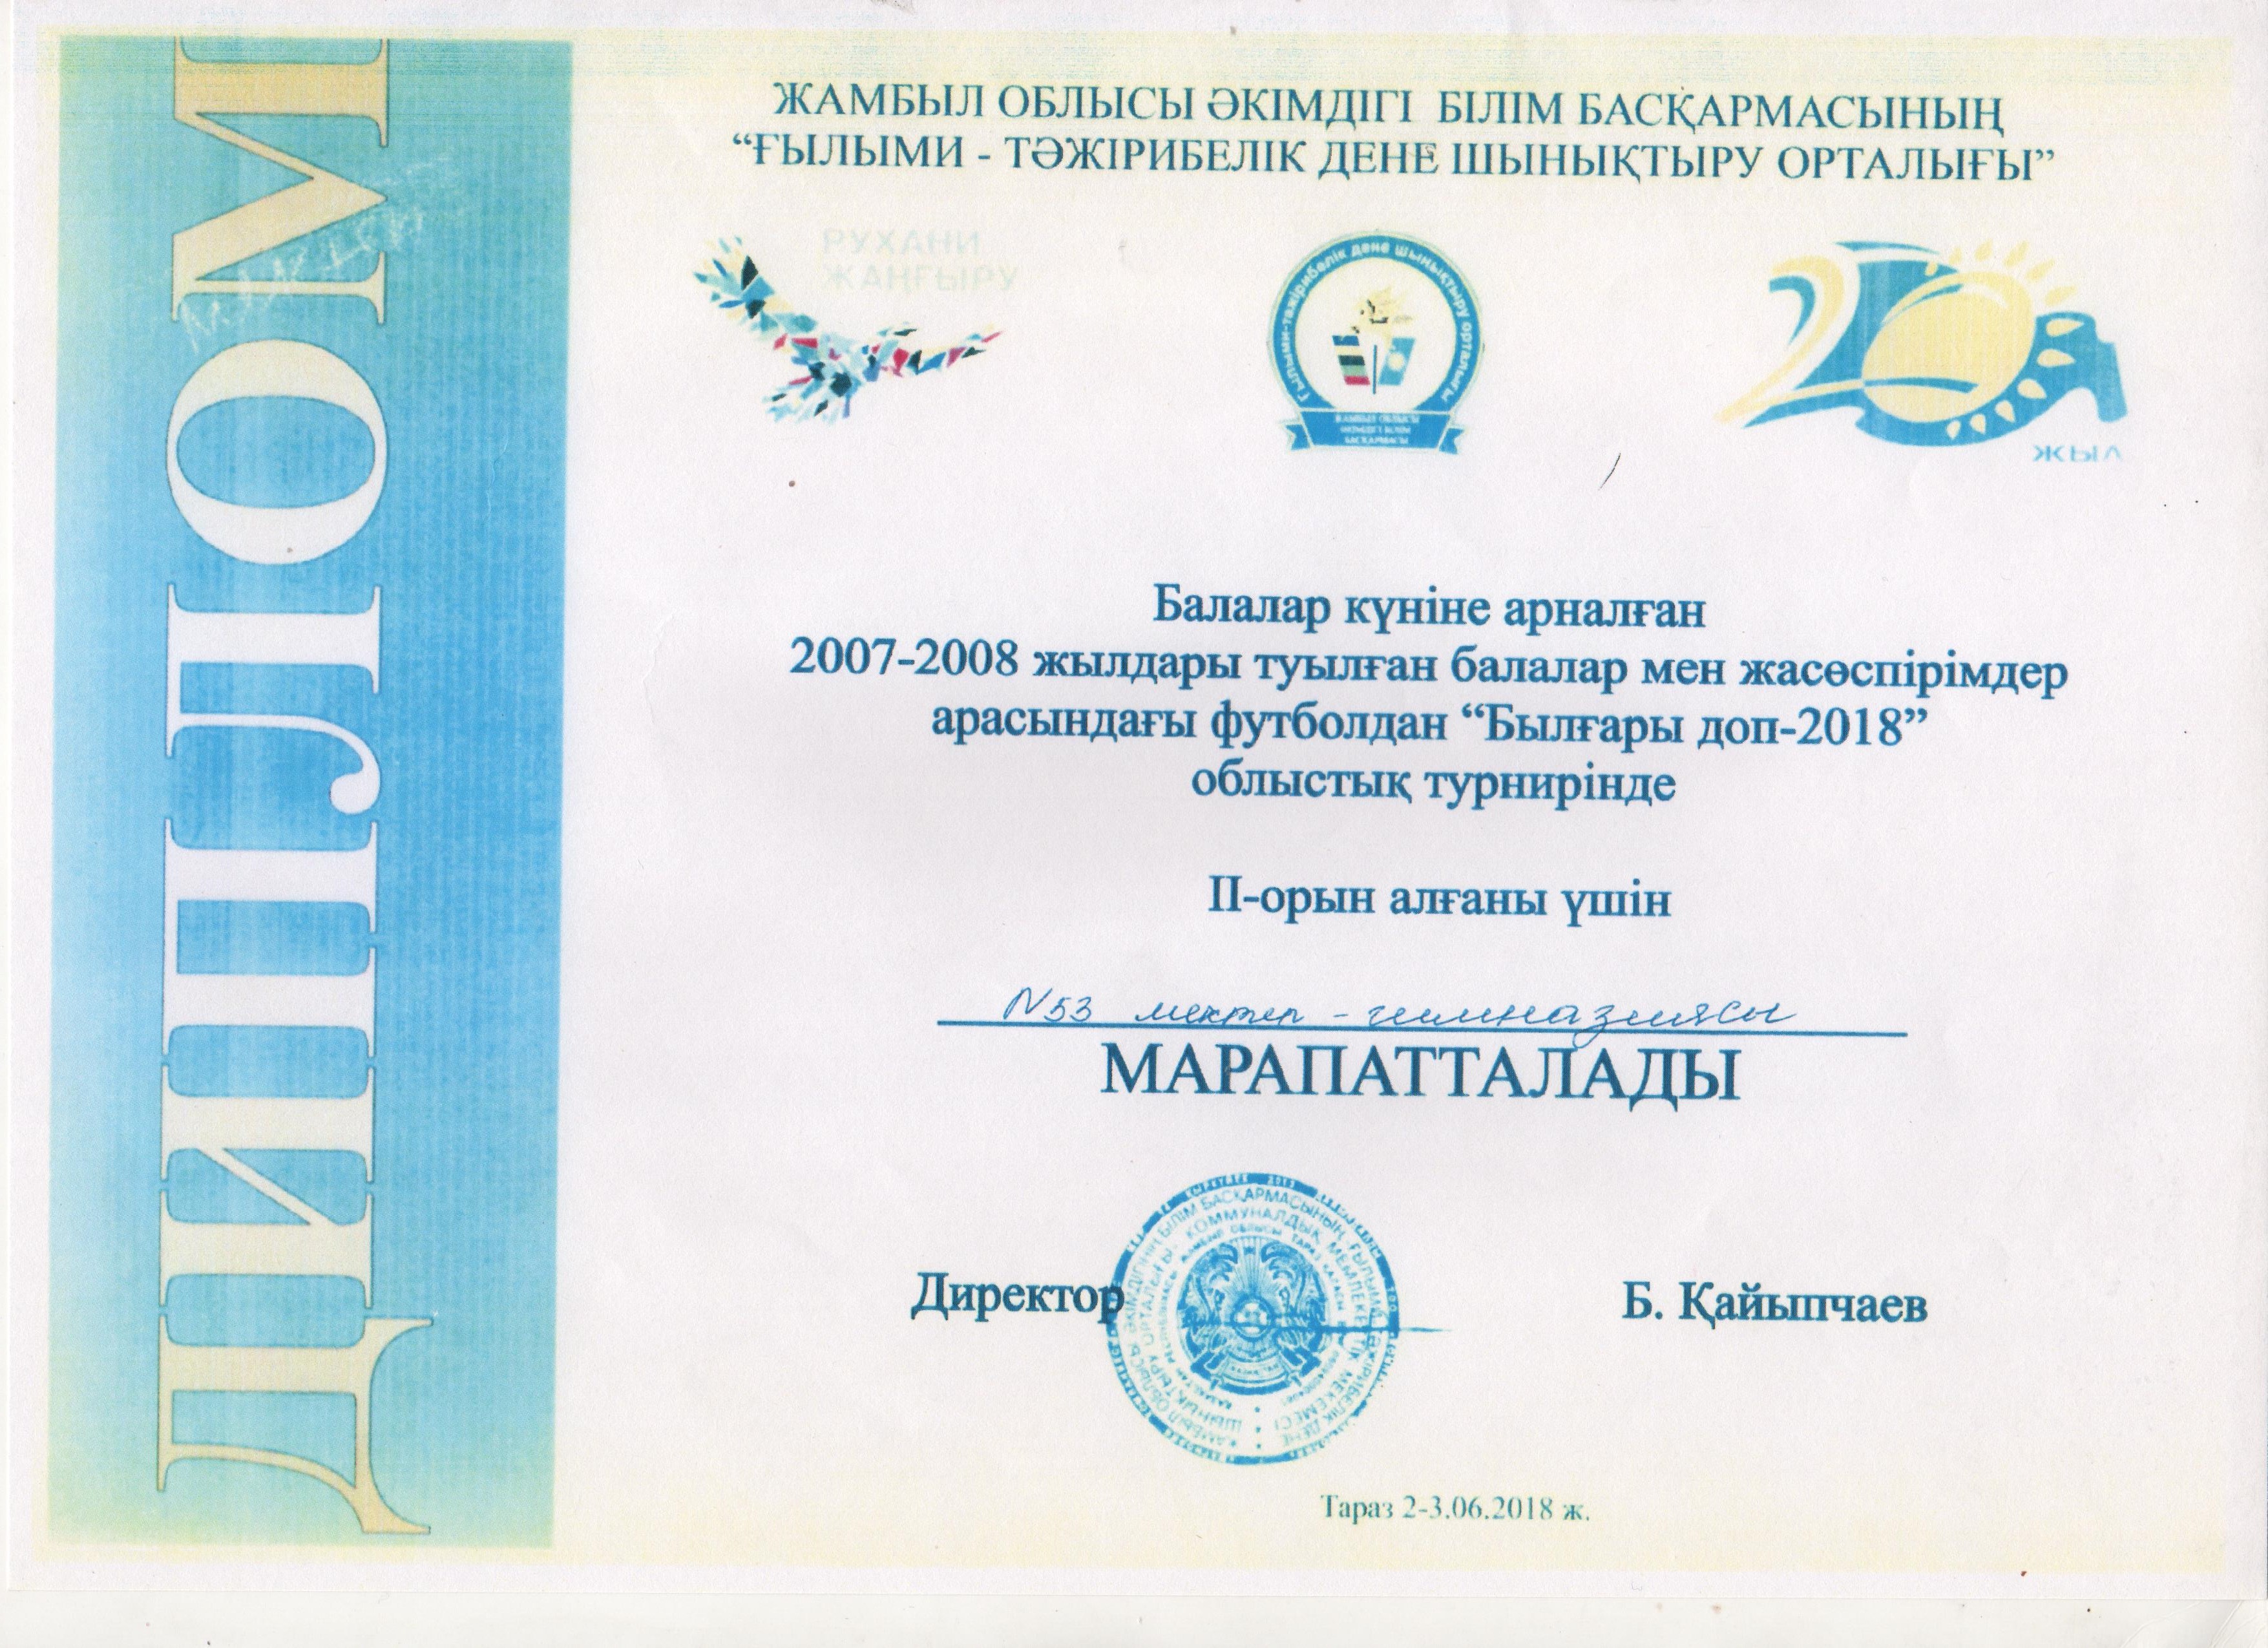 ДИПЛОМ
ЖАМБЫЛ ОБЛЫСЫ ӘКІМДІГІ БІЛІМ БАСҚАРМАСЫНЫҢ
“ҒЫЛЫМИ - ТӘЖІРИБЕЛІК ДЕНЕ ШЫНЫҚТЫРУ ОРТАЛЫҒЫ”
РУХАНИ
ЖАҢҒЫРУ
Ғылыми-тәжірибелік дене шынықтыру орталығы
ЖАМБЫЛ ОБЛЫСЫ
ӘКІМДІГІ БІЛІМ
БАСҚАРМАСЫ
20
ЖЫЛ
Балалар күніне арналған
2007-2008 жылдары туылған балалар мен жасөспірімдер
арасындағы футболдан “Былғары доп-2018”
облыстық турнирінде
ІІ-орын алғаны үшін
N53 мектеп - гимназиясы
МАРАПАТТАЛАДЫ
Директор
Б. Қайыпчаев
Тараз 2-3.06.2018 ж.